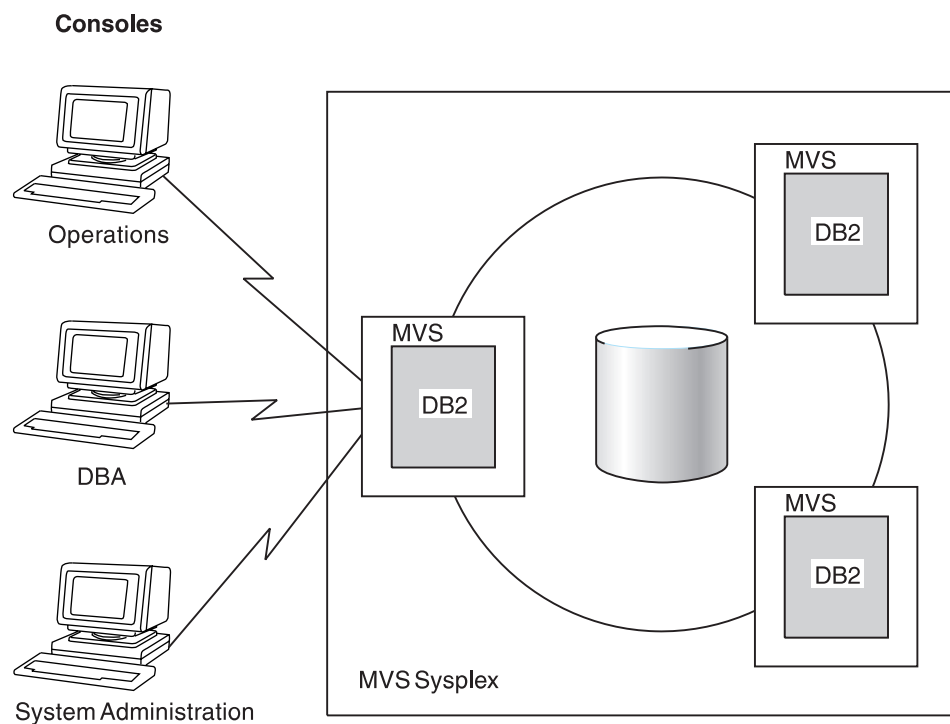 Consoles
Operations
DBA
System Administration
MVS
DB2
MVS
DB2
MVS
DB2
MVS Sysplex